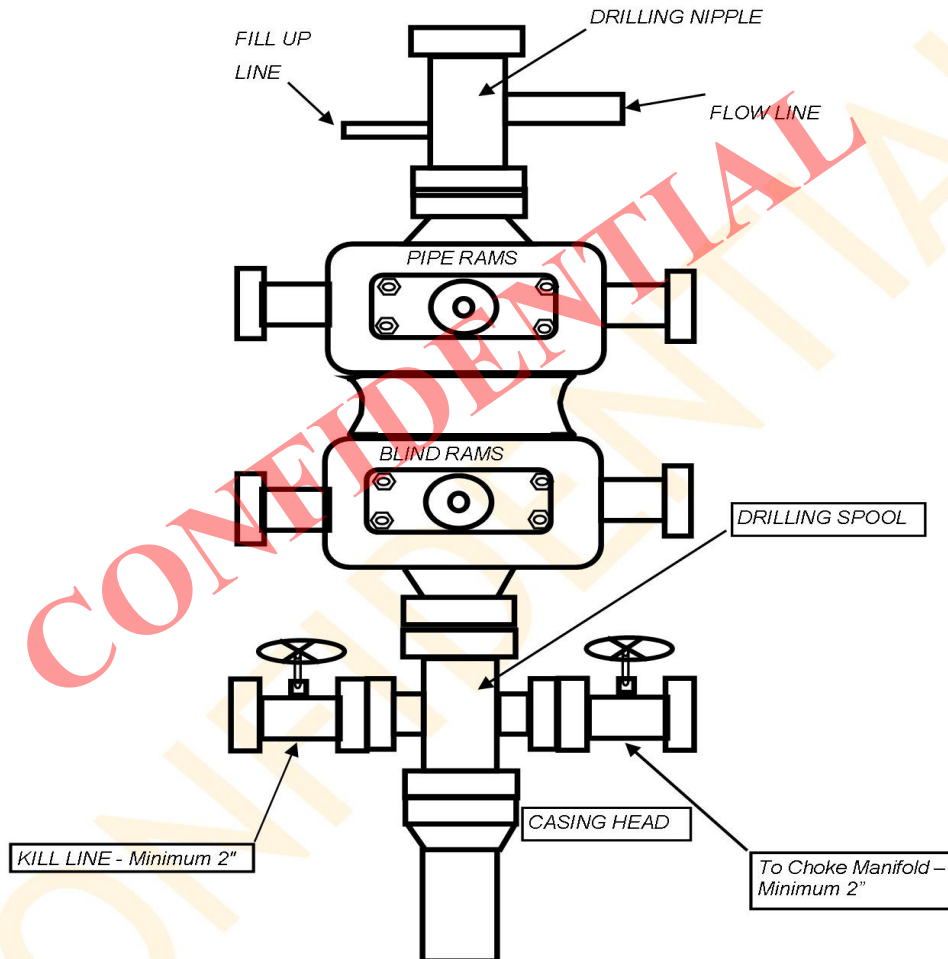 DRILLING NIPPLE
FILL UP
LINE
FLOW LINE
PIPE RAMS
BLIND RAMS
DRILLING SPOOL
CASING HEAD
KILL LINE - Minimum 2"
To Choke Manifold –
Minimum 2”
CONFIDENTIAL
CONFIDENTIAL